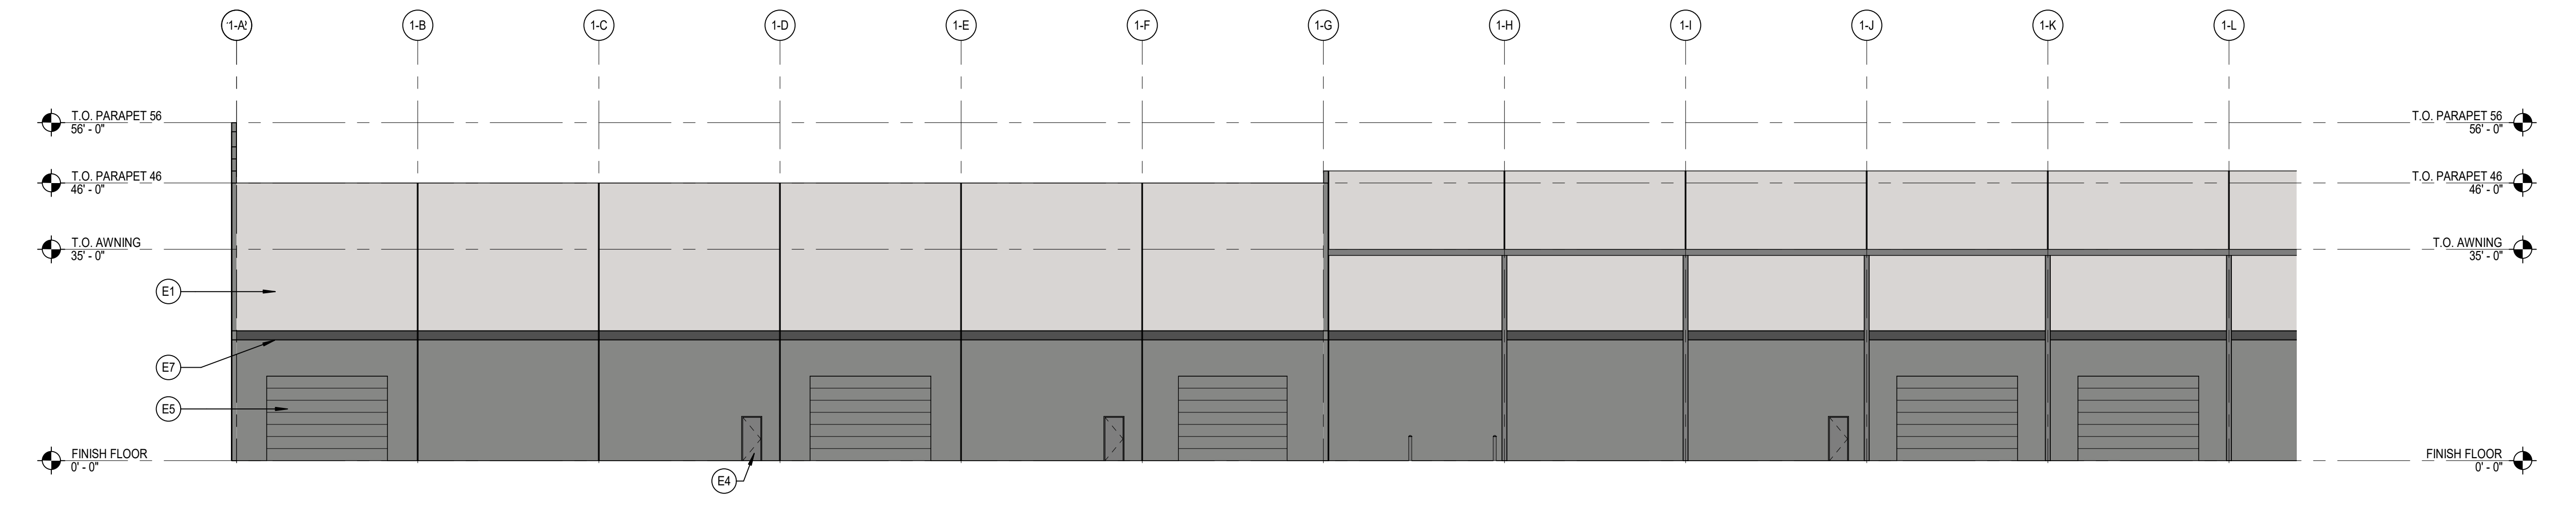 1-A
1-B
1-C
1-D
1-E
1-F
1-G
1-H
1-I
1-J
1-K
1-L
T.O. PARAPET 56
56' - 0"
T.O. PARAPET 56
56' - 0"
T.O. PARAPET 46
46' - 0"
T.O. PARAPET 46
46' - 0"
T.O. AWNING
35' - 0"
T.O. AWNING
35' - 0"
E1
E7
E5
FINISH FLOOR
0' - 0"
FINISH FLOOR
0' - 0"
E4